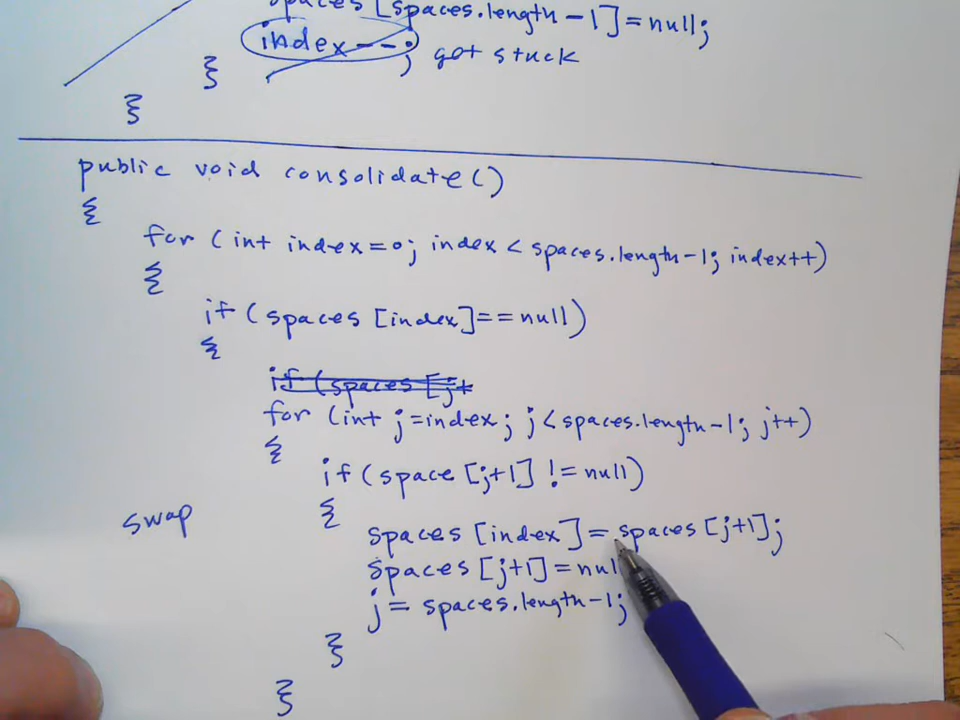 spaces [spaces.length-1]=null;
index--; got stuck
}
}
public void consolidate()
{
for (int index=0; index < spaces.length-1; index++)
{
if (spaces [index]==null)
{
if (spaces [j+
for (int j=index; j<spaces.length-1; j++)
{
if (space [j+1] != null)
swap {
spaces [index]= spaces [j+1];
spaces [j+1]=nul
j= spaces.length-1;
}
}